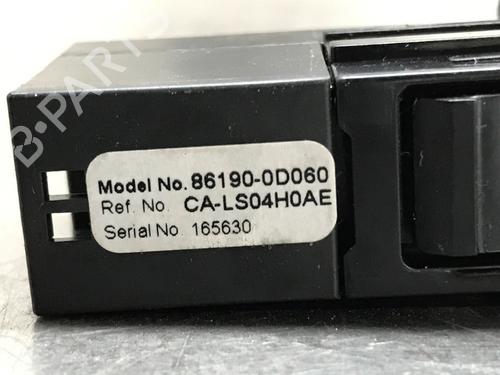 B-PARTS
Model No. 86190-0D060
Ref. No. CA-LS04H0AE
Serial No. 165630